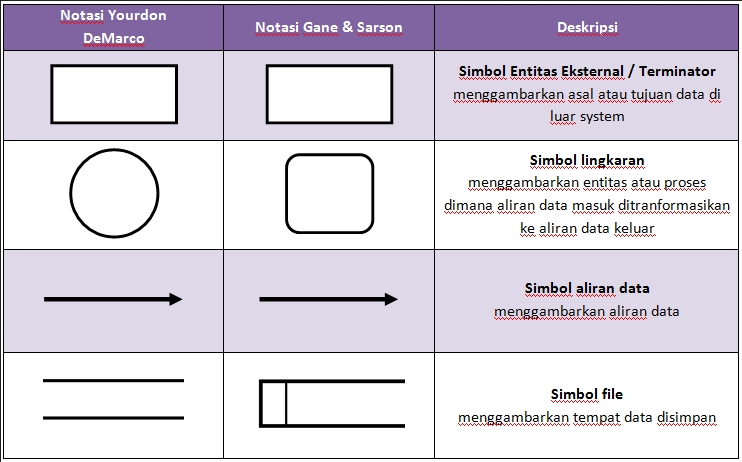 Notasi Yourdon
DeMarco
Notasi Gane & Sarson
Deskripsi
Simbol Entitas Eksternal / Terminator
menggambarkan asal atau tujuan data di
luar system
Simbol lingkaran
menggambarkan entitas atau proses
dimana aliran data masuk ditranformasikan
ke aliran data keluar
Simbol aliran data
menggambarkan aliran data
Simbol file
menggambarkan tempat data disimpan